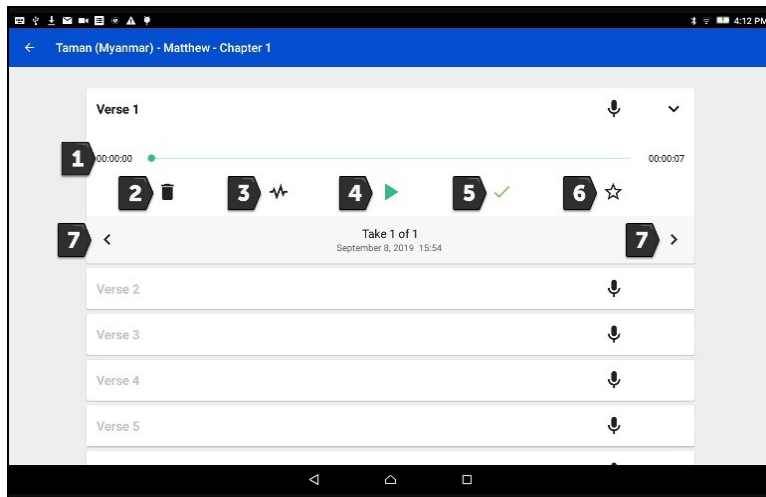 4:12 PM
Taman (Myanmar) - Matthew - Chapter 1
Verse 1
1 00:00:00 00:00:07
2 3 4 5 6
7 Take 1 of 1 7
September 8, 2019 15:54
Verse 2
Verse 3
Verse 4
Verse 5